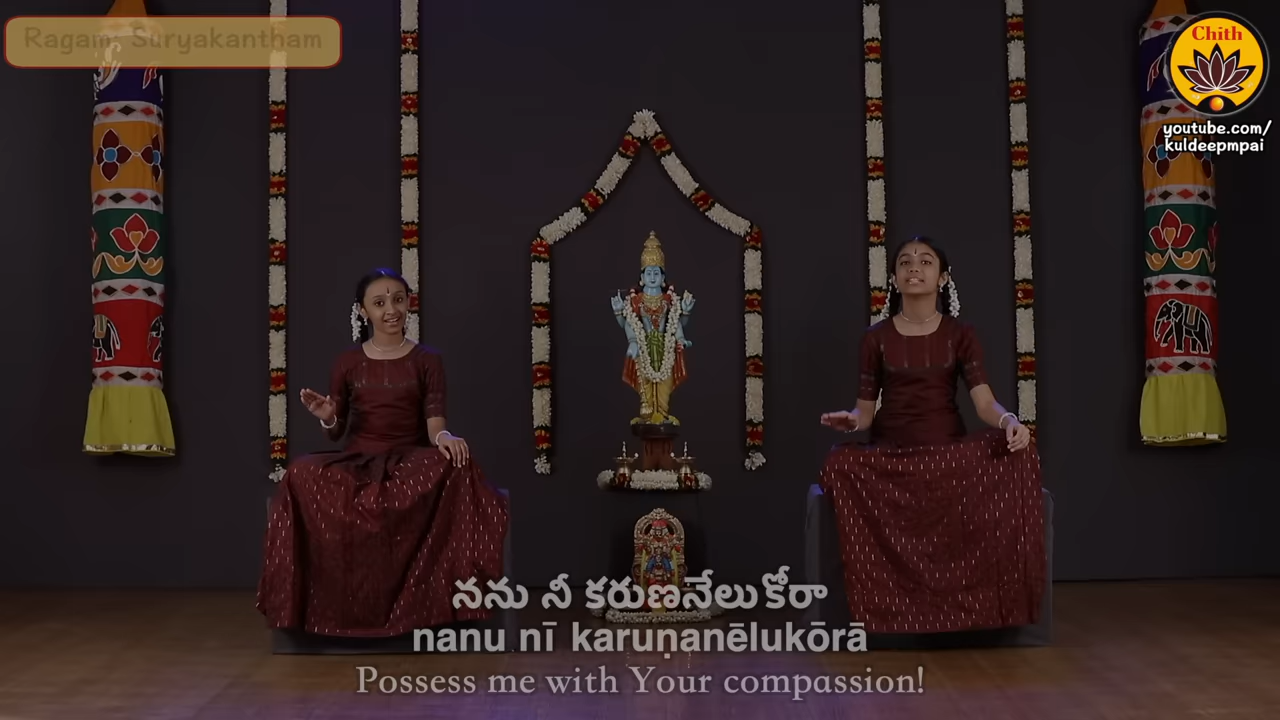 Ragam: Suryakantham
Chith
youtube.com/
kuldeepmpai
నను నీ కరుణనేలుకోరా
nanu nī karuṇanēlukōrā
Possess me with Your compassion!